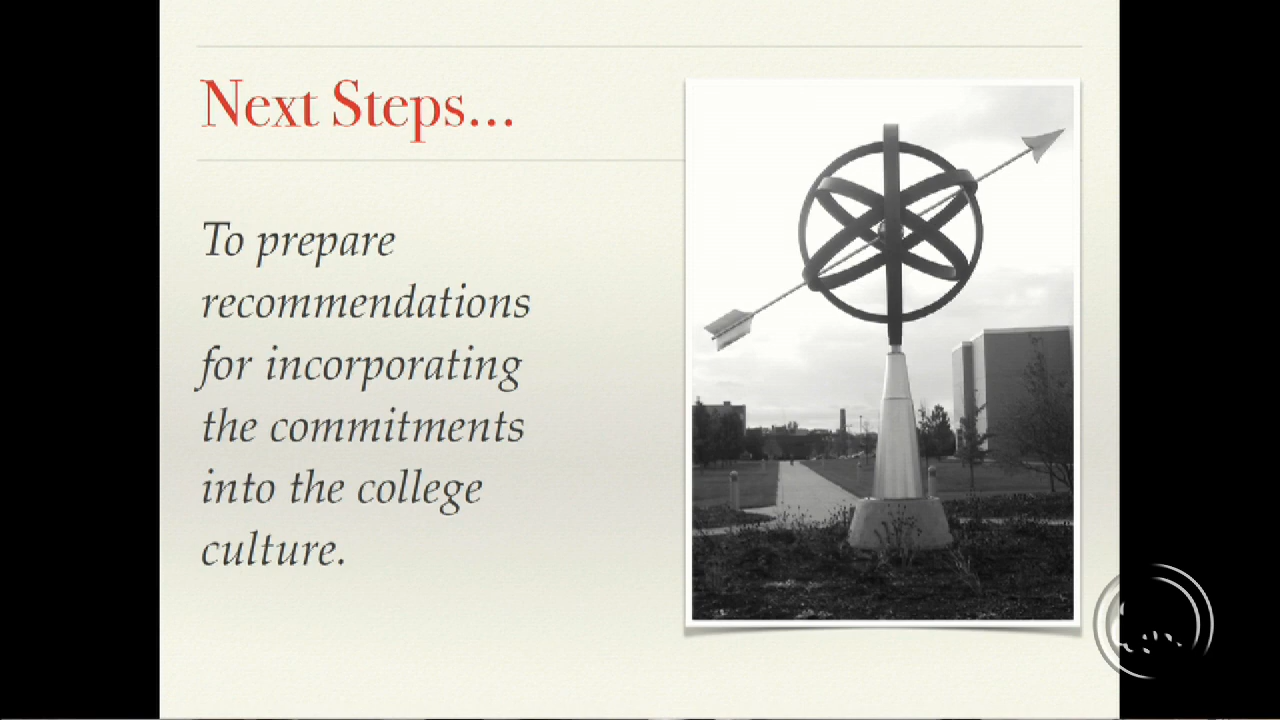 Next Steps...
To prepare
recommendations
for incorporating
the commitments
into the college
culture.